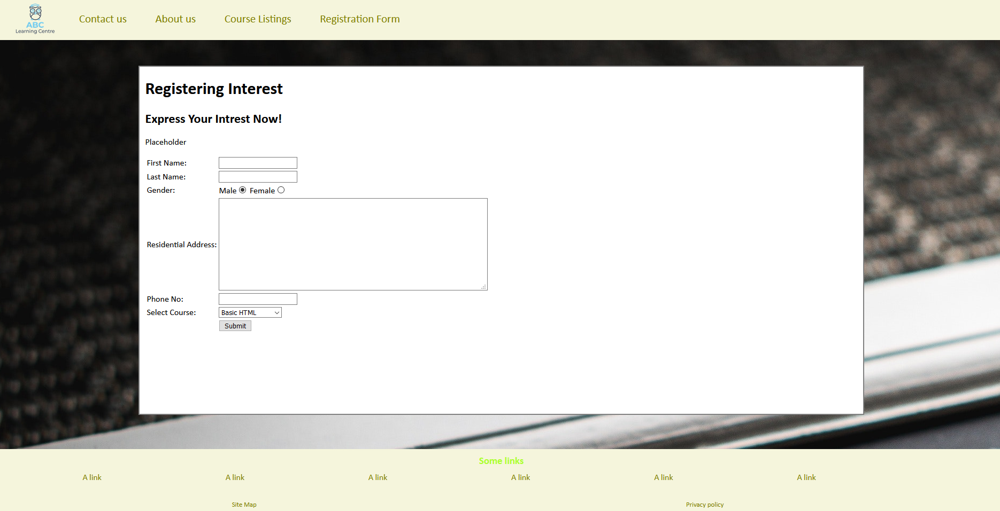 ABC
Learning Centre
Contact us About us Course Listings Registration Form
Registering Interest
Express Your Intrest Now!
Placeholder
First Name:
Last Name:
Gender: Male Female
Residential Address:
Phone No:
Select Course: Basic HTML
Submit
Some links
A link A link A link A link A link A link
Site Map Privacy policy